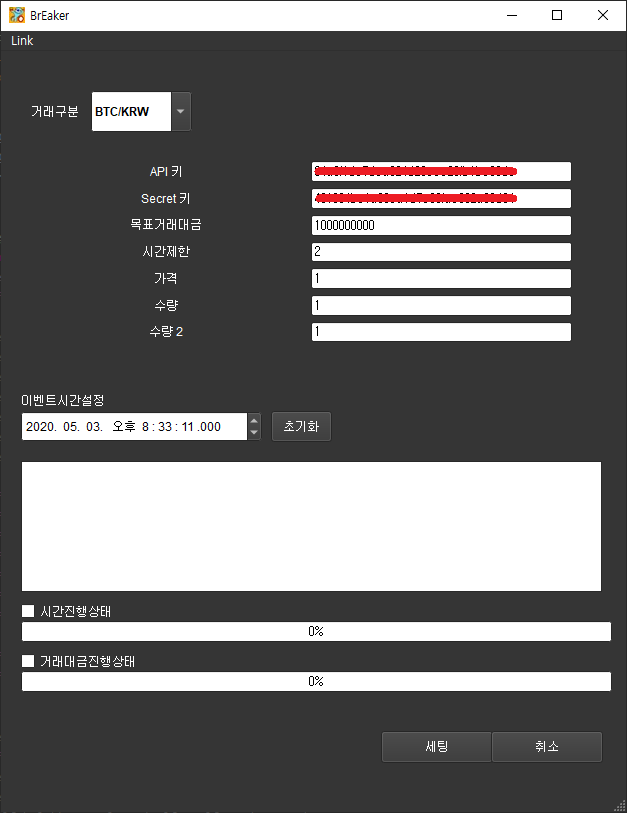 BrEaker
Link
거래구분 BTC/KRW
API 키
Secret 키
목표거래대금 1000000000
시간제한 2
가격 1
수량 1
수량 2 1
이벤트시간설정
2020. 05. 03. 오후 8 : 33 : 11 .000 초기화
시간진행상태
0%
거래대금진행상태
0%
세팅 취소